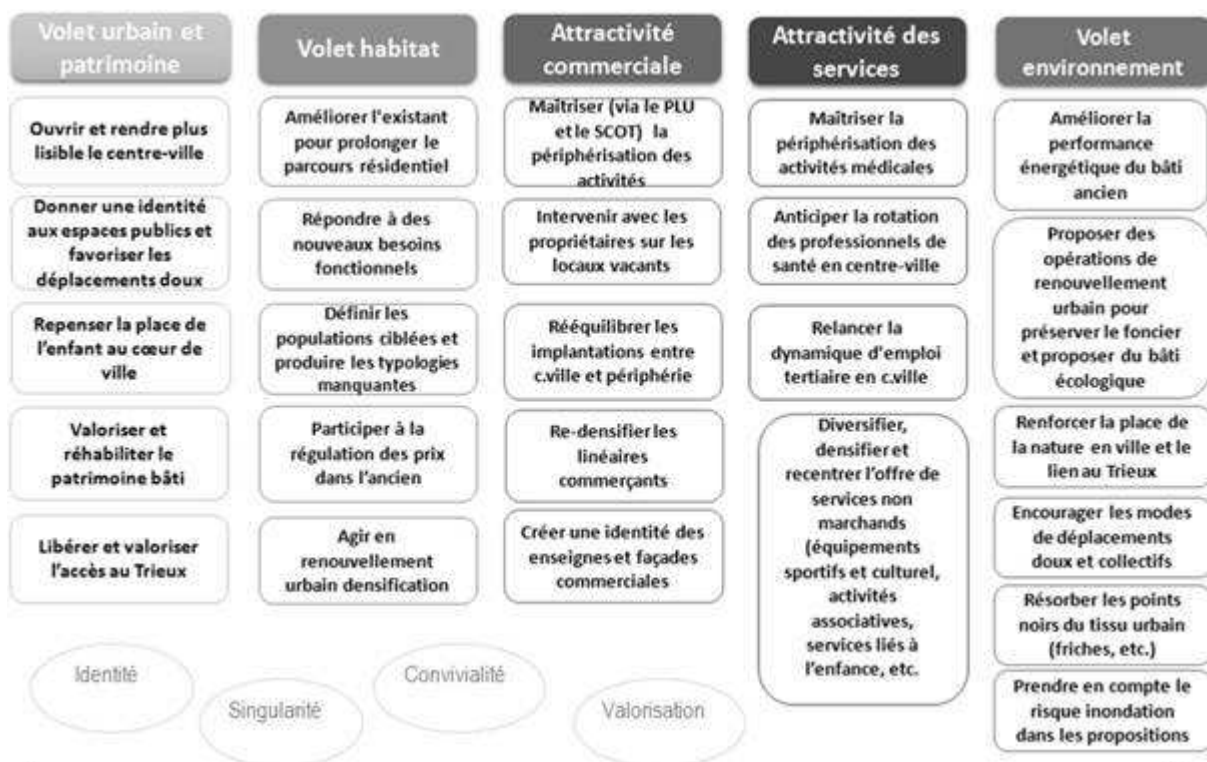 Volet urbain et
patrimoine
Ouvrir et rendre plus
lisible le centre-ville
Donner une identité
aux espaces publics et
favoriser les
déplacements doux
Repenser la place de
l'enfant au cœur de
ville
Valoriser et
réhabiliter le
patrimoine bâti
Libérer et valoriser
l'accès au Trieux
Volet habitat
Améliorer l'existant
pour prolonger le
parcours résidentiel
Répondre à des
nouveaux besoins
fonctionnels
Définir les
populations ciblées et
produire les typologies
manquantes
Participer à la
régulation des prix
dans l'ancien
Agir en
renouvellement
urbain densification
Attractivité
commerciale
Maîtriser (via le PLU
et le SCOT) la
périphérisation des
activités
Intervenir avec les
propriétaires sur les
locaux vacants
Rééquilibrer les
implantations entre
c.ville et périphérie
Re-densifier les
linéaires
commerçants
Créer une identité des
enseignes et façades
commerciales
Attractivité des
services
Maîtriser la
périphérisation des
activités médicales
Anticiper la rotation
des professionnels de
santé en centre-ville
Relancer la
dynamique d'emploi
tertiaire en c.ville
Diversifier,
densifier et
recentrer l'offre de
services non
marchands
(équipements
sportifs et culturel,
activités
associatives,
services liés à
l'enfance, etc.
Volet
environnement
Améliorer la
performance
énergétique du bâti
ancien
Proposer des
opérations de
renouvellement
urbain pour
préserver le foncier
et proposer du bâti
écologique
Renforcer la place de
la nature en ville et le
lien au Trieux
Encourager les modes
de déplacements
doux et collectifs
Résorber les points
noirs du tissu urbain
(friches, etc.)
Prendre en compte le
risque inondation
dans les propositions
Identité
Singularité
Convivialité
Valorisation